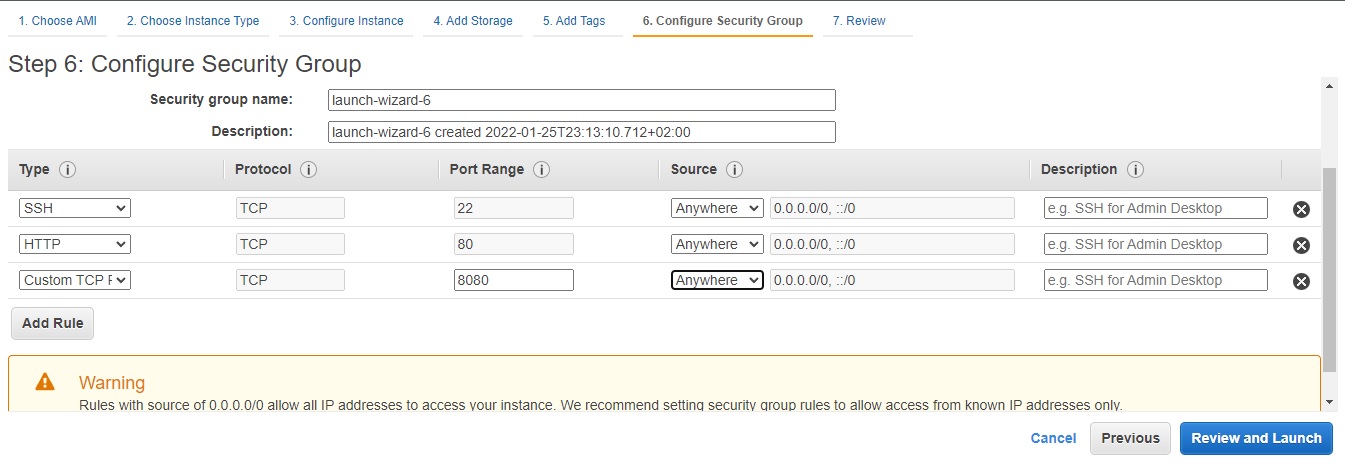 1. Choose AMI 2. Choose Instance Type 3. Configure Instance 4. Add Storage 5. Add Tags 6. Configure Security Group 7. Review
Step 6: Configure Security Group
Security group name: launch-wizard-6
Description: launch-wizard-6 created 2022-01-25T23:13:10.712+02:00
Type i Protocol i Port Range i Source i Description i
SSH TCP 22 Anywhere 0.0.0.0/0, ::/0 e.g. SSH for Admin Desktop
HTTP TCP 80 Anywhere 0.0.0.0/0, ::/0 e.g. SSH for Admin Desktop
Custom TCP F TCP 8080 Anywhere 0.0.0.0/0, ::/0 e.g. SSH for Admin Desktop
Add Rule
Warning
Rules with source of 0.0.0.0/0 allow all IP addresses to access your instance. We recommend setting security group rules to allow access from known IP addresses only.
Cancel Previous Review and Launch